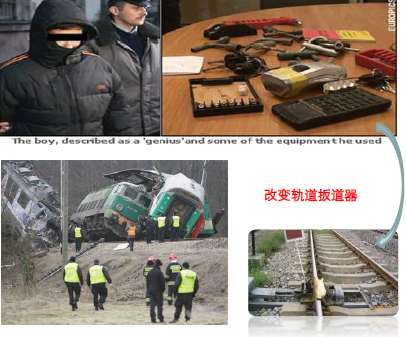 EUROPICS
The boy, described as a 'genius' and some of the equipment he used
改变轨道扳道器